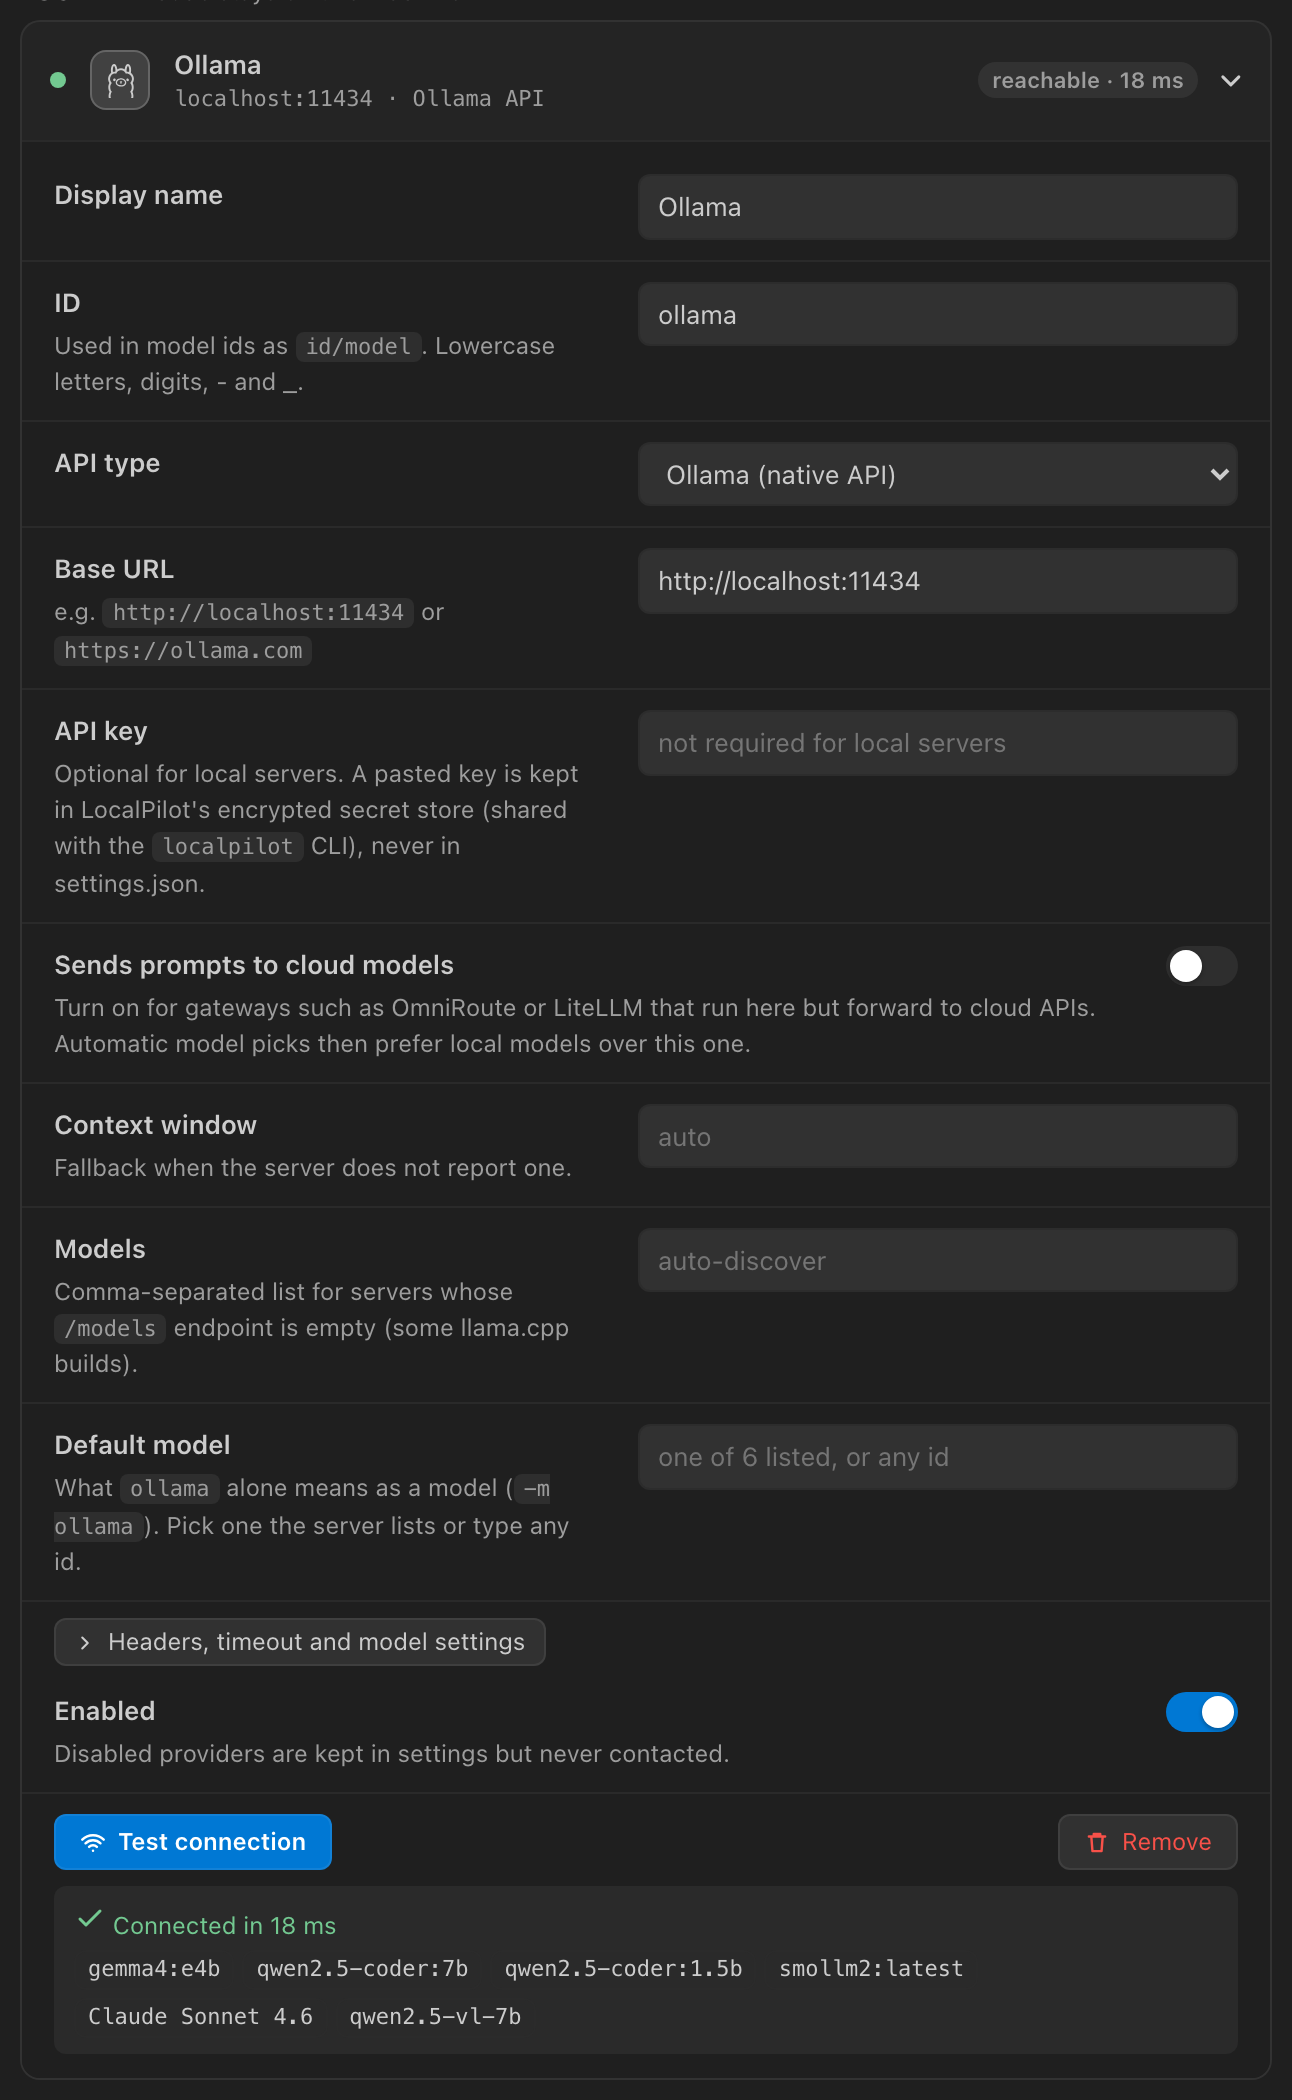 Ollama
localhost:11434 · Ollama API
reachable · 18 ms
Display name
Ollama
ID
ollama
Used in model ids as id/model. Lowercase
letters, digits, - and _.
API type
Ollama (native API)
Base URL
http://localhost:11434
e.g. http://localhost:11434 or
https://ollama.com
API key
not required for local servers
Optional for local servers. A pasted key is kept
in LocalPilot's encrypted secret store (shared
with the localpilot CLI), never in
settings.json.
Sends prompts to cloud models
Turn on for gateways such as OmniRoute or LiteLLM that run here but forward to cloud APIs.
Automatic model picks then prefer local models over this one.
Context window
auto
Fallback when the server does not report one.
Models
auto-discover
Comma-separated list for servers whose
/models endpoint is empty (some llama.cpp
builds).
Default model
one of 6 listed, or any id
What ollama alone means as a model (-m
ollama). Pick one the server lists or type any
id.
Headers, timeout and model settings
Enabled
Disabled providers are kept in settings but never contacted.
Test connection
Remove
Connected in 18 ms
gemma4:e4b qwen2.5-coder:7b qwen2.5-coder:1.5b smollm2:latest
Claude Sonnet 4.6 qwen2.5-vl-7b